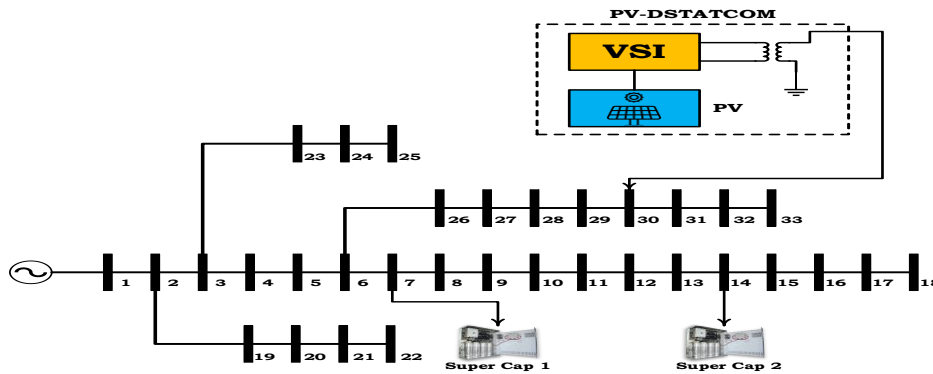 PV-DSTATCOM
VSI
PV
23 24 25
26 27 28 29 30 31 32 33
1 2 3 4 5 6 7 8 9 10 11 12 13 14 15 16 17 18
19 20 21 22
Super Cap 1 Super Cap 2